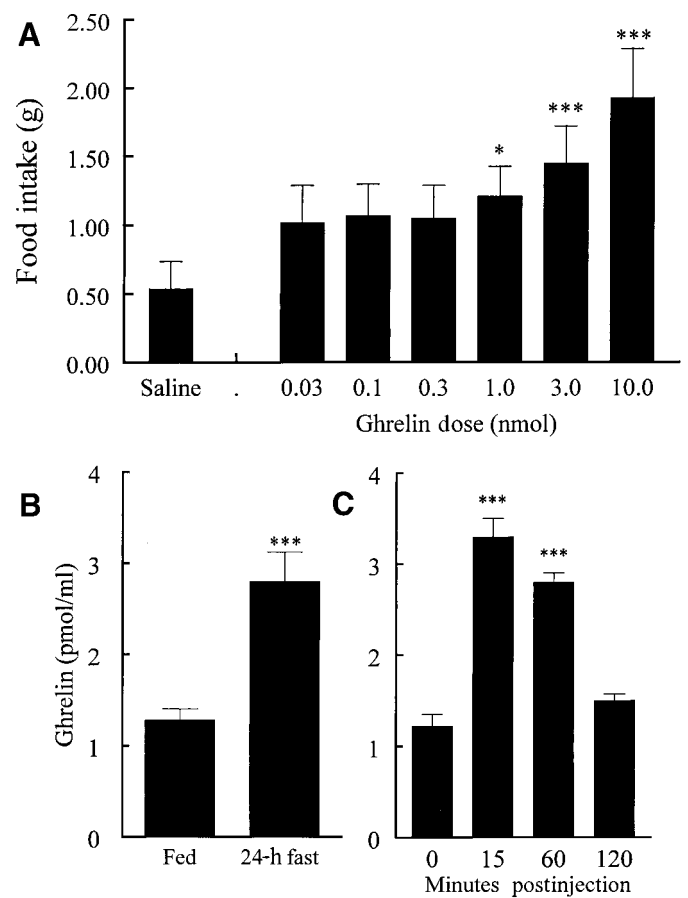 A
Food intake (g)
2.50
2.00
1.50
1.00
0.50
0.00
*
***
***
Saline . 0.03 0.1 0.3 1.0 3.0 10.0
Ghrelin dose (nmol)
B
Ghrelin (pmol/ml)
4
3
2
1
0
***
Fed 24-h fast
C
4
3
2
1
0
***
***
0 15 60 120
Minutes postinjection